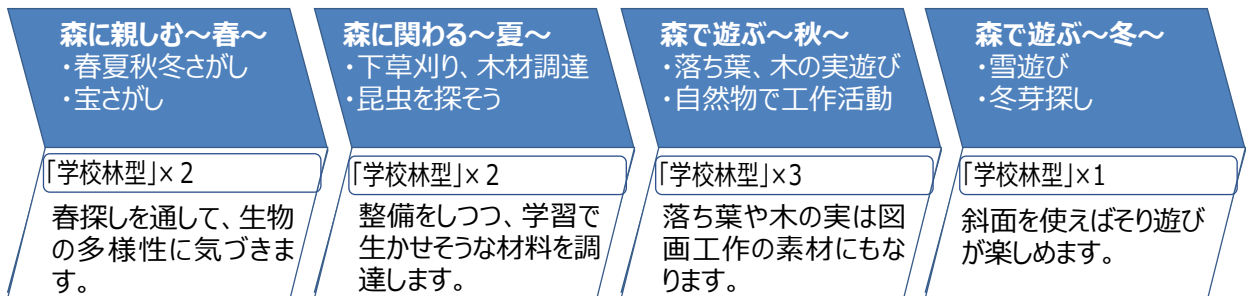 森に親しむ～春～
・春夏秋冬さがし
・宝さがし
「学校林型」×２
春探しを通して、生物
の多様性に気づきま
す。
森に関わる～夏～
・下草刈り、木材調達
・昆虫を探そう
「学校林型」×２
整備をしつつ、学習で
生かせそうな材料を調
達します。
森で遊ぶ～秋～
・落ち葉、木の実遊び
・自然物で工作活動
「学校林型」×3
落ち葉や木の実は図
画工作の素材にもな
ります。
森で遊ぶ～冬～
・雪遊び
・冬芽探し
「学校林型」×1
斜面を使えばそり遊び
が楽しめます。